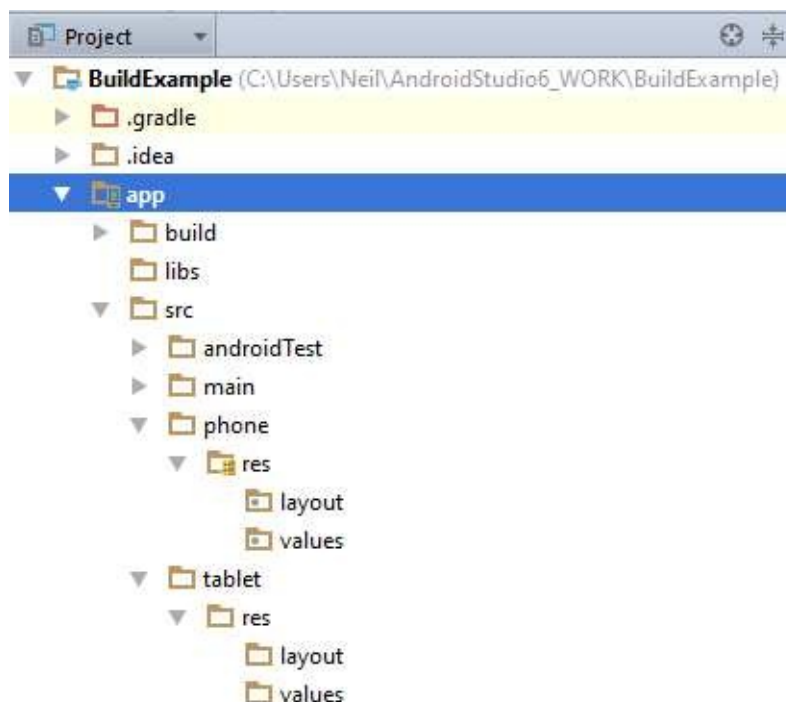 Project
BuildExample (C:\Users\Neil\AndroidStudio6_WORK\BuildExample)
.gradle
.idea
app
build
libs
src
androidTest
main
phone
res
layout
values
tablet
res
layout
values